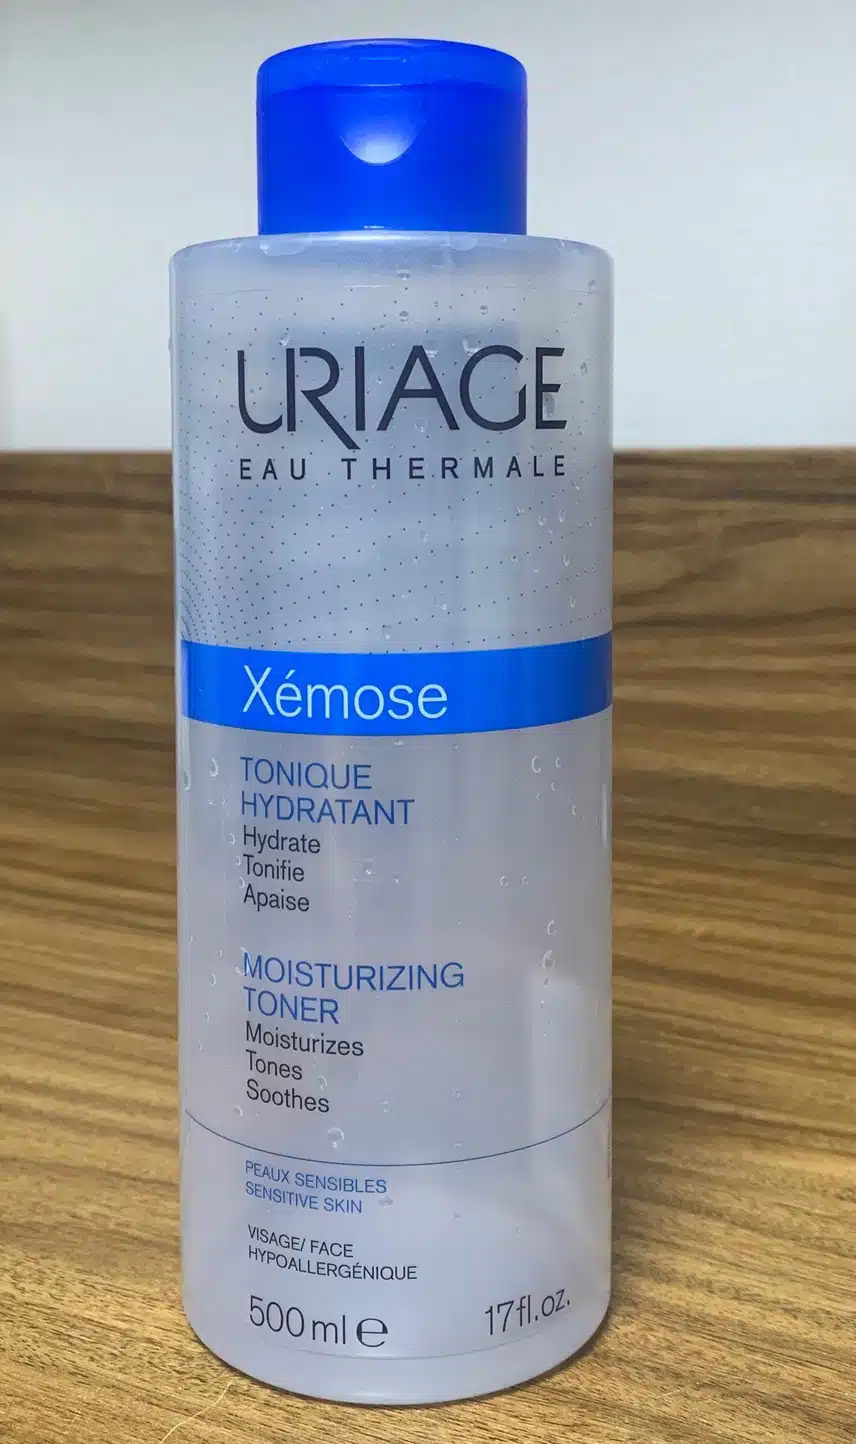 URIAGE
EAU THERMALE
Xémose
TONIQUE
HYDRATANT
Hydrate
Tonifie
Apaise
MOISTURIZING
TONER
Moisturizes
Tones
Soothes
PEAUX SENSIBLES
SENSITIVE SKIN
VISAGE/ FACE
HYPOALLERGÉNIQUE
500 ml ℮ 17 fl.oz.